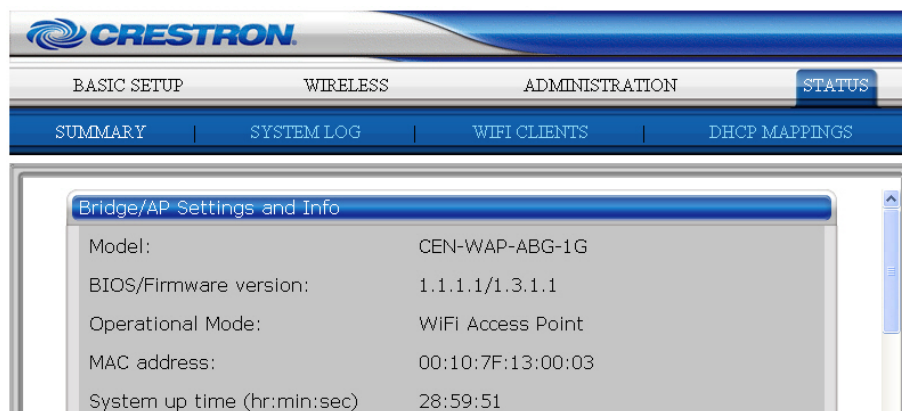 CRESTRON.
BASIC SETUP WIRELESS ADMINISTRATION STATUS
SUMMARY | SYSTEM LOG | WIFI CLIENTS | DHCP MAPPINGS
Bridge/AP Settings and Info
Model: CEN-WAP-ABG-1G
BIOS/Firmware version: 1.1.1.1/1.3.1.1
Operational Mode: WiFi Access Point
MAC address: 00:10:7F:13:00:03
System up time (hr:min:sec) 28:59:51